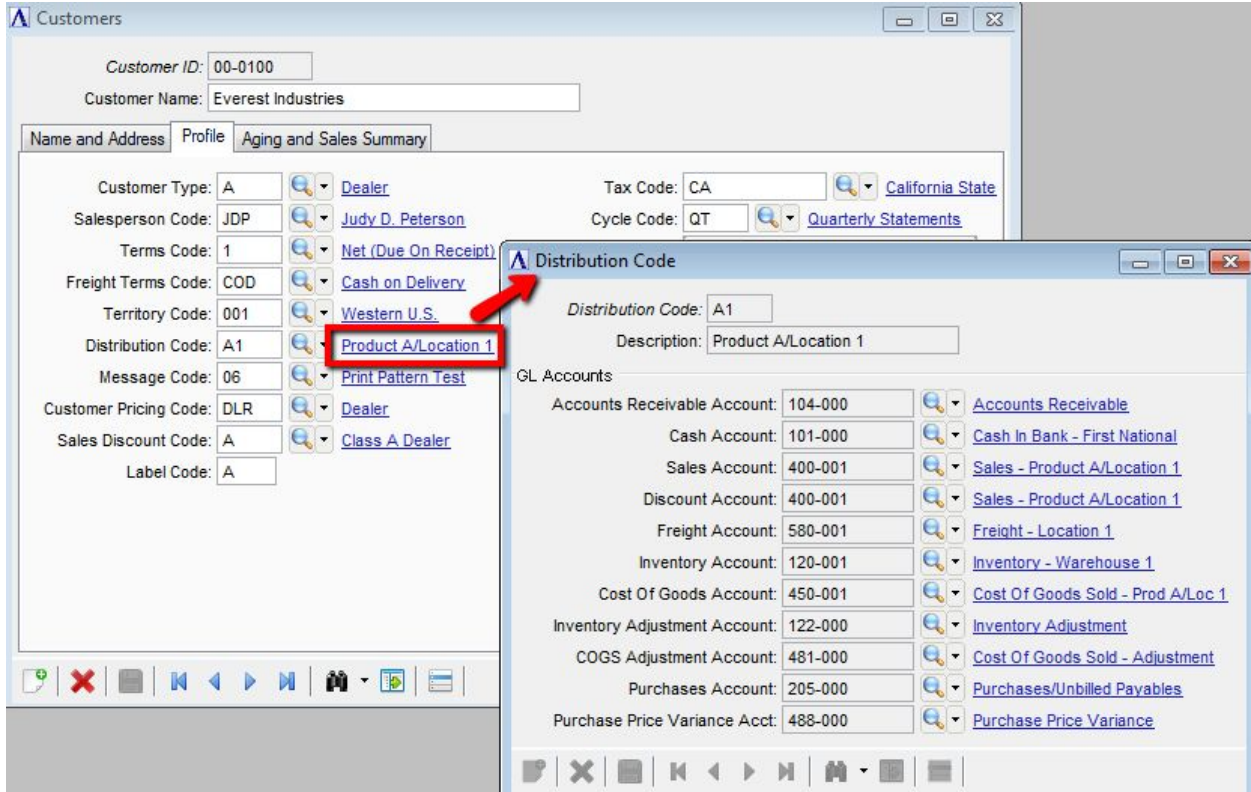 Customers
Customer ID: 00-0100
Customer Name: Everest Industries
Name and Address Profile Aging and Sales Summary
Customer Type: A Dealer
Salesperson Code: JDP Judy D. Peterson
Terms Code: 1 Net (Due On Receipt)
Freight Terms Code: COD Cash on Delivery
Territory Code: 001 Western U.S.
Distribution Code: A1 Product A/Location 1
Message Code: 06 Print Pattern Test
Customer Pricing Code: DLR Dealer
Sales Discount Code: A Class A Dealer
Label Code: A
Tax Code: CA California State
Cycle Code: QT Quarterly Statements
Distribution Code
Distribution Code: A1
Description: Product A/Location 1
GL Accounts
Accounts Receivable Account: 104-000 Accounts Receivable
Cash Account: 101-000 Cash In Bank - First National
Sales Account: 400-001 Sales - Product A/Location 1
Discount Account: 400-001 Sales - Product A/Location 1
Freight Account: 580-001 Freight - Location 1
Inventory Account: 120-001 Inventory - Warehouse 1
Cost Of Goods Account: 450-001 Cost Of Goods Sold - Prod A/Loc 1
Inventory Adjustment Account: 122-000 Inventory Adjustment
COGS Adjustment Account: 481-000 Cost Of Goods Sold - Adjustment
Purchases Account: 205-000 Purchases/Unbilled Payables
Purchase Price Variance Acct: 488-000 Purchase Price Variance